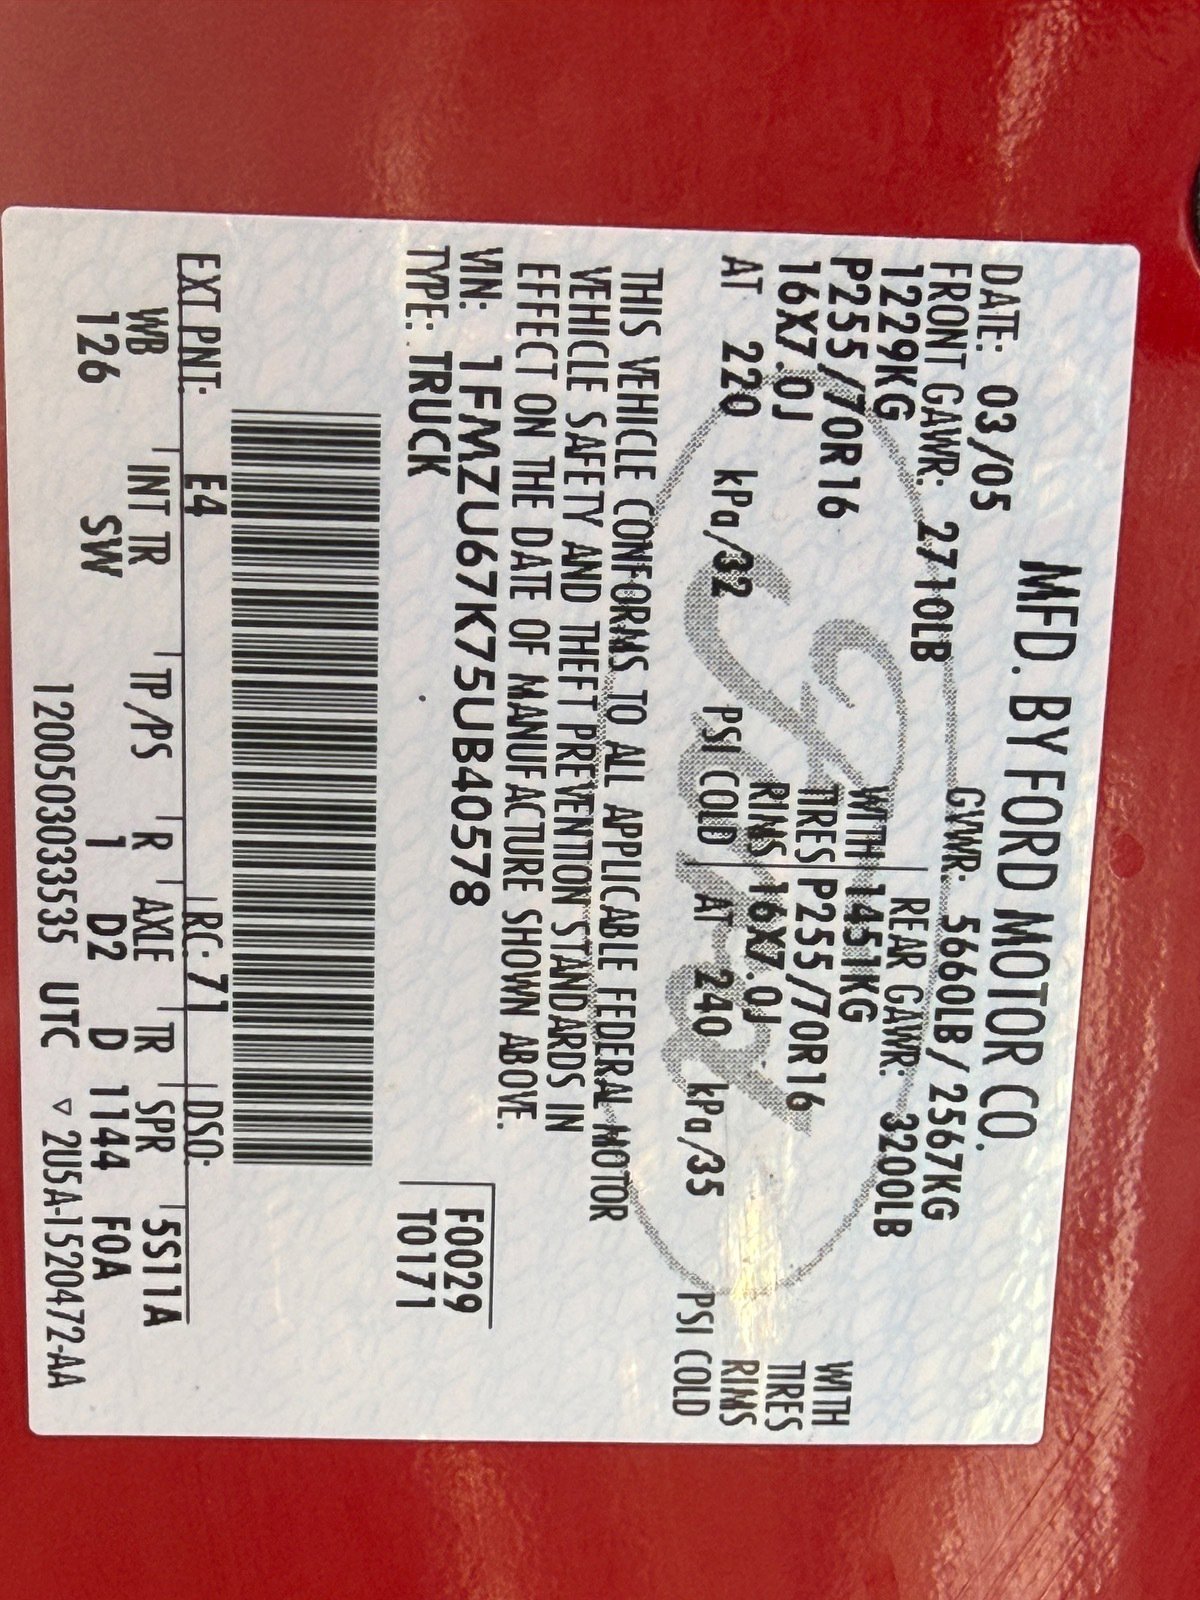 MFD. BY FORD MOTOR CO.
DATE: 03/05 GVWR: 5660LB/2567KG
FRONT GAWR: 2710LB REAR GAWR: 3200LB
1229KG WITH 1451KG WITH
P255/70R16 TIRES P255/70R16 TIRES
16X7.0J RIMS 16X7.0J RIMS
AT 220 kPa/32 PSI COLD AT 240 kPa/35 PSI COLD
THIS VEHICLE CONFORMS TO ALL APPLICABLE FEDERAL MOTOR
VEHICLE SAFETY AND THEFT PREVENTION STANDARDS IN
EFFECT ON THE DATE OF MANUFACTURE SHOWN ABOVE.
VIN: 1FMZU67K75UB40578 F0029
TYPE: TRUCK T0171
EXT PNT: E4 RC: 71 DSO:
WB INT TR TP/PS R AXLE TR SPR 5S11A
126 SW 1 D2 D 1144 F0A
12005030033535 UTC ▽ 2U5A-1520472-AA
Ford